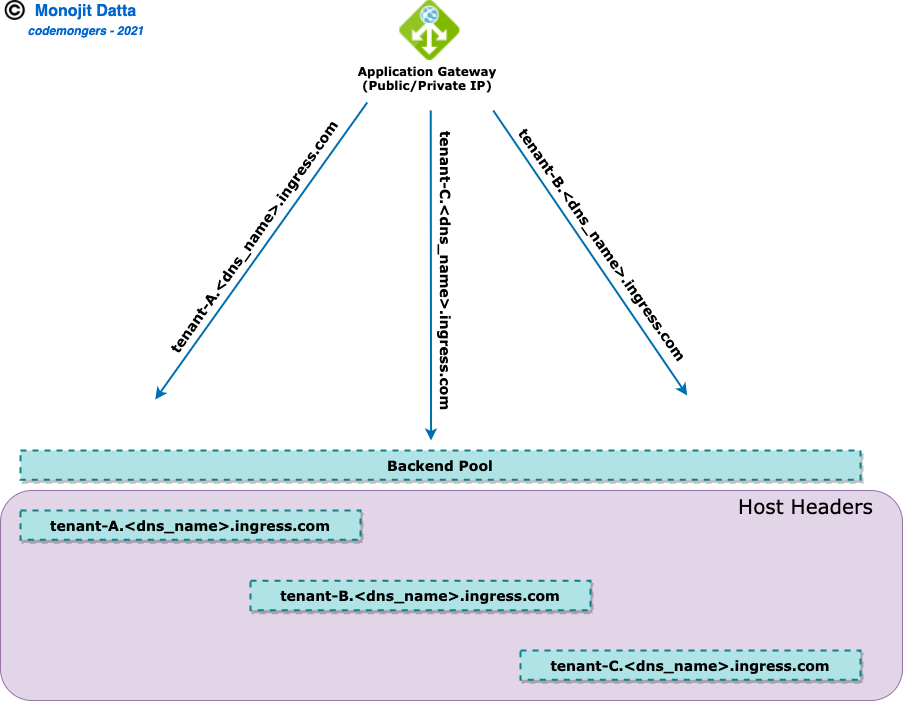 © Monojit Datta
codemongers - 2021
Application Gateway
(Public/Private IP)
tenant-A.<dns_name>.ingress.com
tenant-C.<dns_name>.ingress.com
tenant-B.<dns_name>.ingress.com
Backend Pool
Host Headers
tenant-A.<dns_name>.ingress.com
tenant-B.<dns_name>.ingress.com
tenant-C.<dns_name>.ingress.com